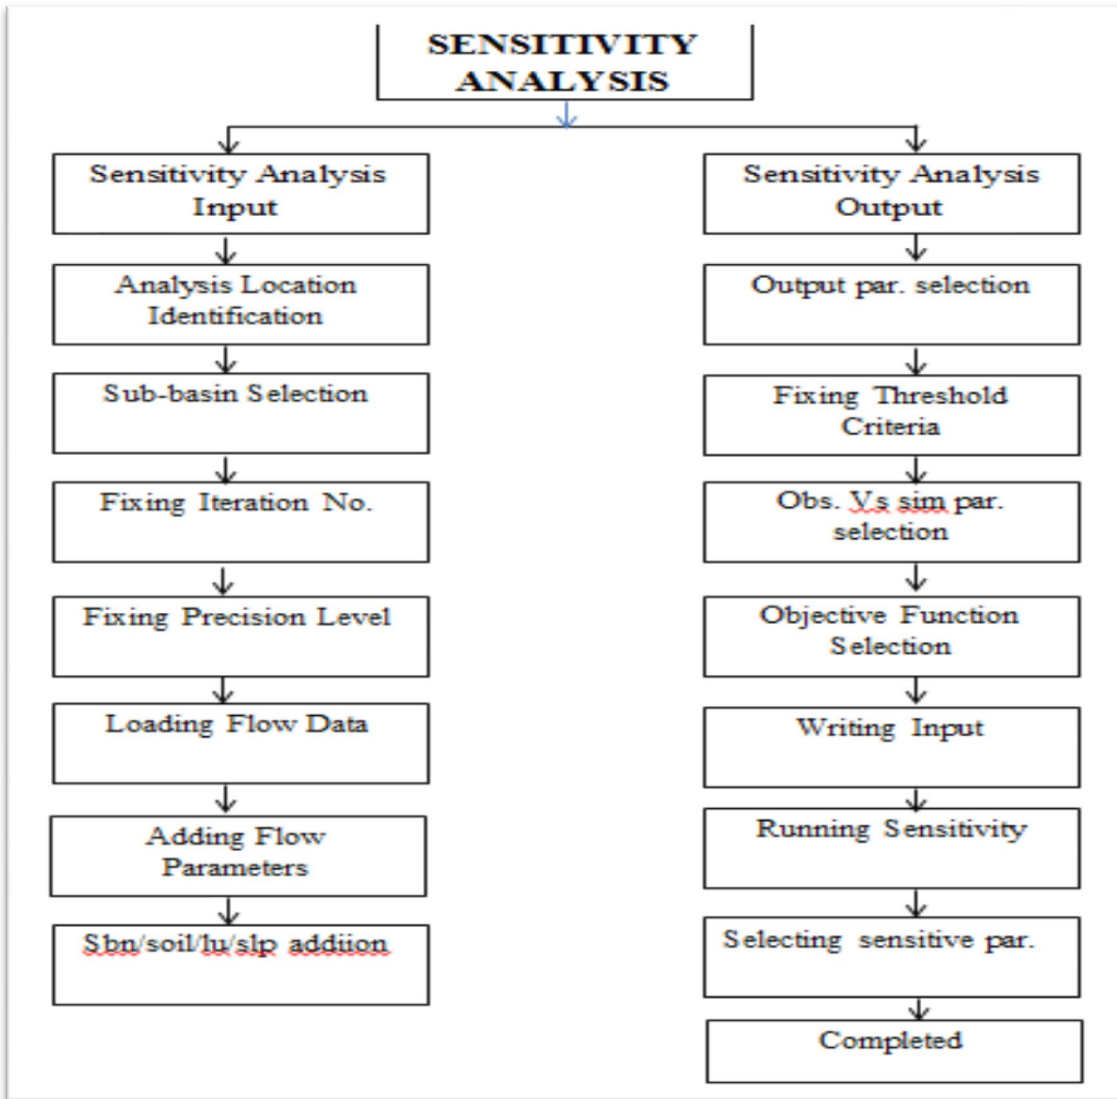 SENSITIVITY
ANALYSIS
Sensitivity Analysis
Input
Analysis Location
Identification
Sub-basin Selection
Fixing Iteration No.
Fixing Precision Level
Loading Flow Data
Adding Flow
Parameters
Sbn/soil/lu/slp addiion
Sensitivity Analysis
Output
Output par. selection
Fixing Threshold
Criteria
Obs. Vs sim par.
selection
Objective Function
Selection
Writing Input
Running Sensitivity
Selecting sensitive par.
Completed